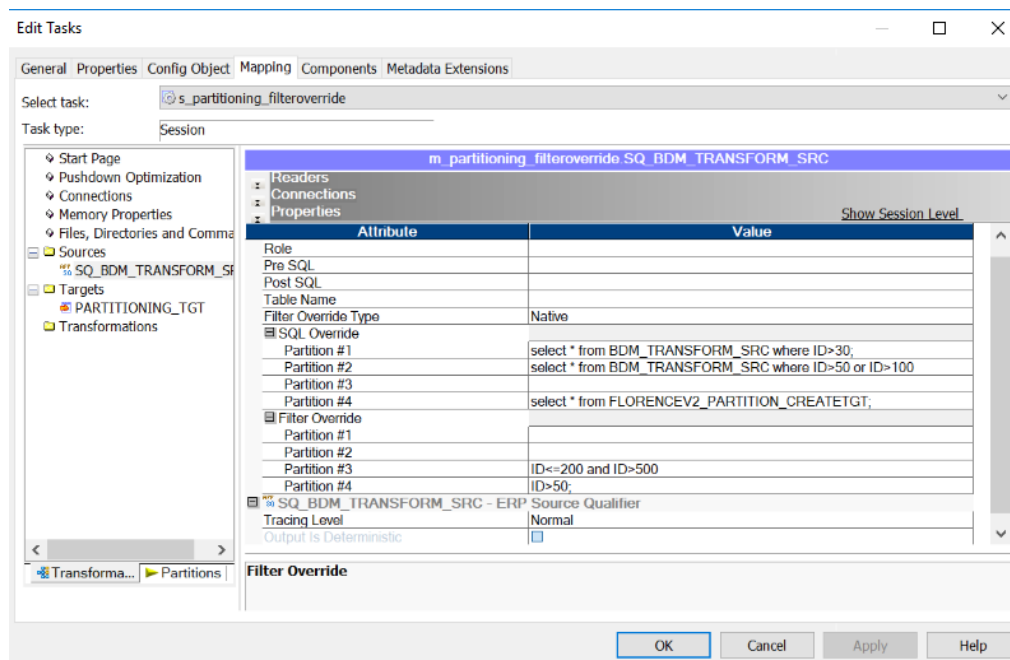 Edit Tasks
General Properties Config Object Mapping Components Metadata Extensions
Select task: s_partitioning_filteroverride
Task type: Session
Start Page
Pushdown Optimization
Connections
Memory Properties
Files, Directories and Comma
Sources
SQ_BDM_TRANSFORM_SF
Targets
PARTITIONING_TGT
Transformations
Transforma... Partitions
m_partitioning_filteroverride.SQ_BDM_TRANSFORM_SRC
Readers
Connections
Properties Show Session Level
Attribute Value
Role
Pre SQL
Post SQL
Table Name
Filter Override Type Native
SQL Override
Partition #1 select * from BDM_TRANSFORM_SRC where ID>30;
Partition #2 select * from BDM_TRANSFORM_SRC where ID>50 or ID>100
Partition #3
Partition #4 select * from FLORENCEV2_PARTITION_CREATETGT;
Filter Override
Partition #1
Partition #2
Partition #3 ID<=200 and ID>500
Partition #4 ID>50;
SQ_BDM_TRANSFORM_SRC - ERP Source Qualifier
Tracing Level Normal
Output Is Deterministic
Filter Override
OK Cancel Apply Help